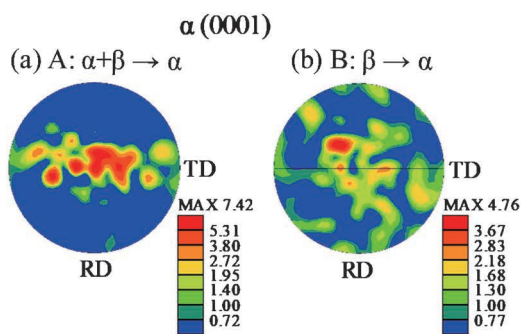 α (0001)
(a) A: α+β → α
(b) B: β → α
TD
TD
RD
RD
MAX 7.42
5.31
3.80
2.72
1.95
1.40
1.00
0.72
MAX 4.76
3.67
2.83
2.18
1.68
1.30
1.00
0.77